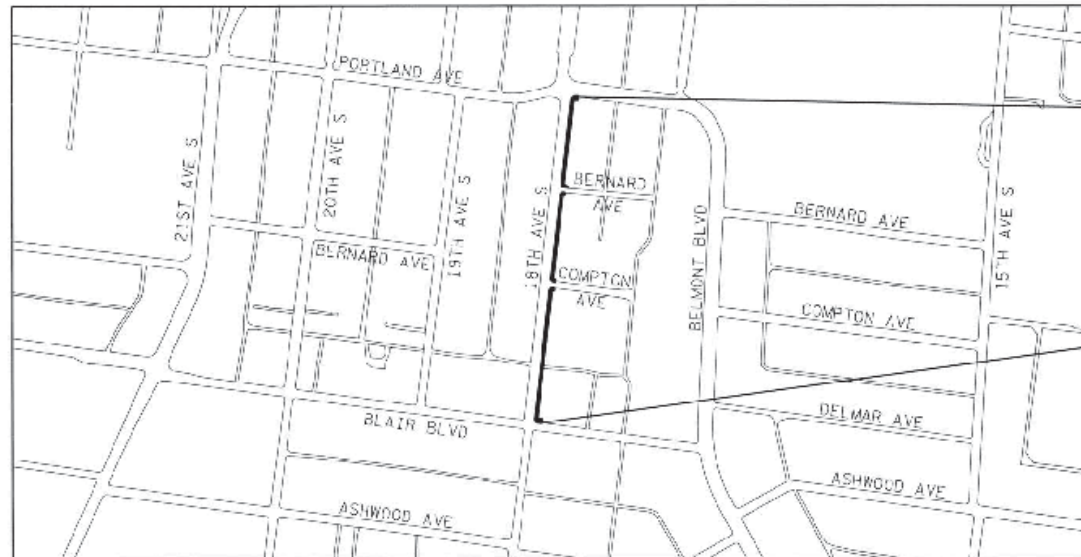 PORTLAND AVE
21ST AVE S
20TH AVE S
19TH AVE S
18TH AVE S
BERNARD
AVE
BELMONT BLVD
BERNARD AVE
15TH AVE S
BERNARD AVE
COMPTON
AVE
COMPTON AVE
BLAIR BLVD
DELMAR AVE
ASHWOOD AVE
ASHWOOD AVE